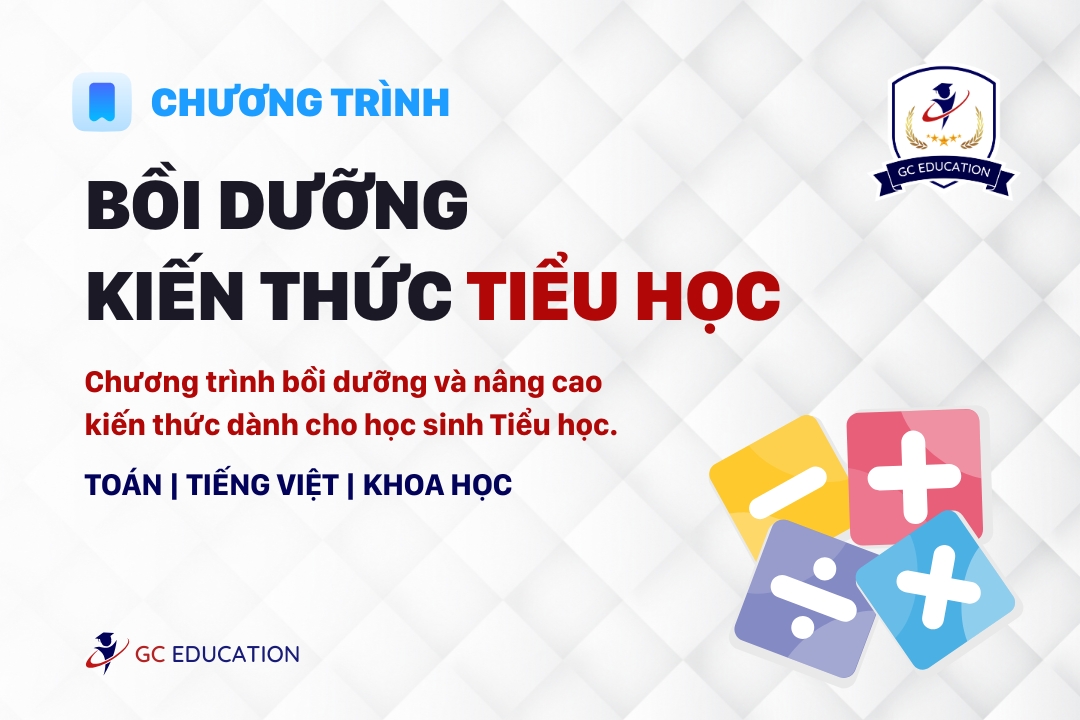 CHƯƠNG TRÌNH
GC EDUCATION
BỒI DƯỠNG
KIẾN THỨC TIỂU HỌC
Chương trình bồi dưỡng và nâng cao
kiến thức dành cho học sinh Tiểu học.
TOÁN | TIẾNG VIỆT | KHOA HỌC
GC EDUCATION